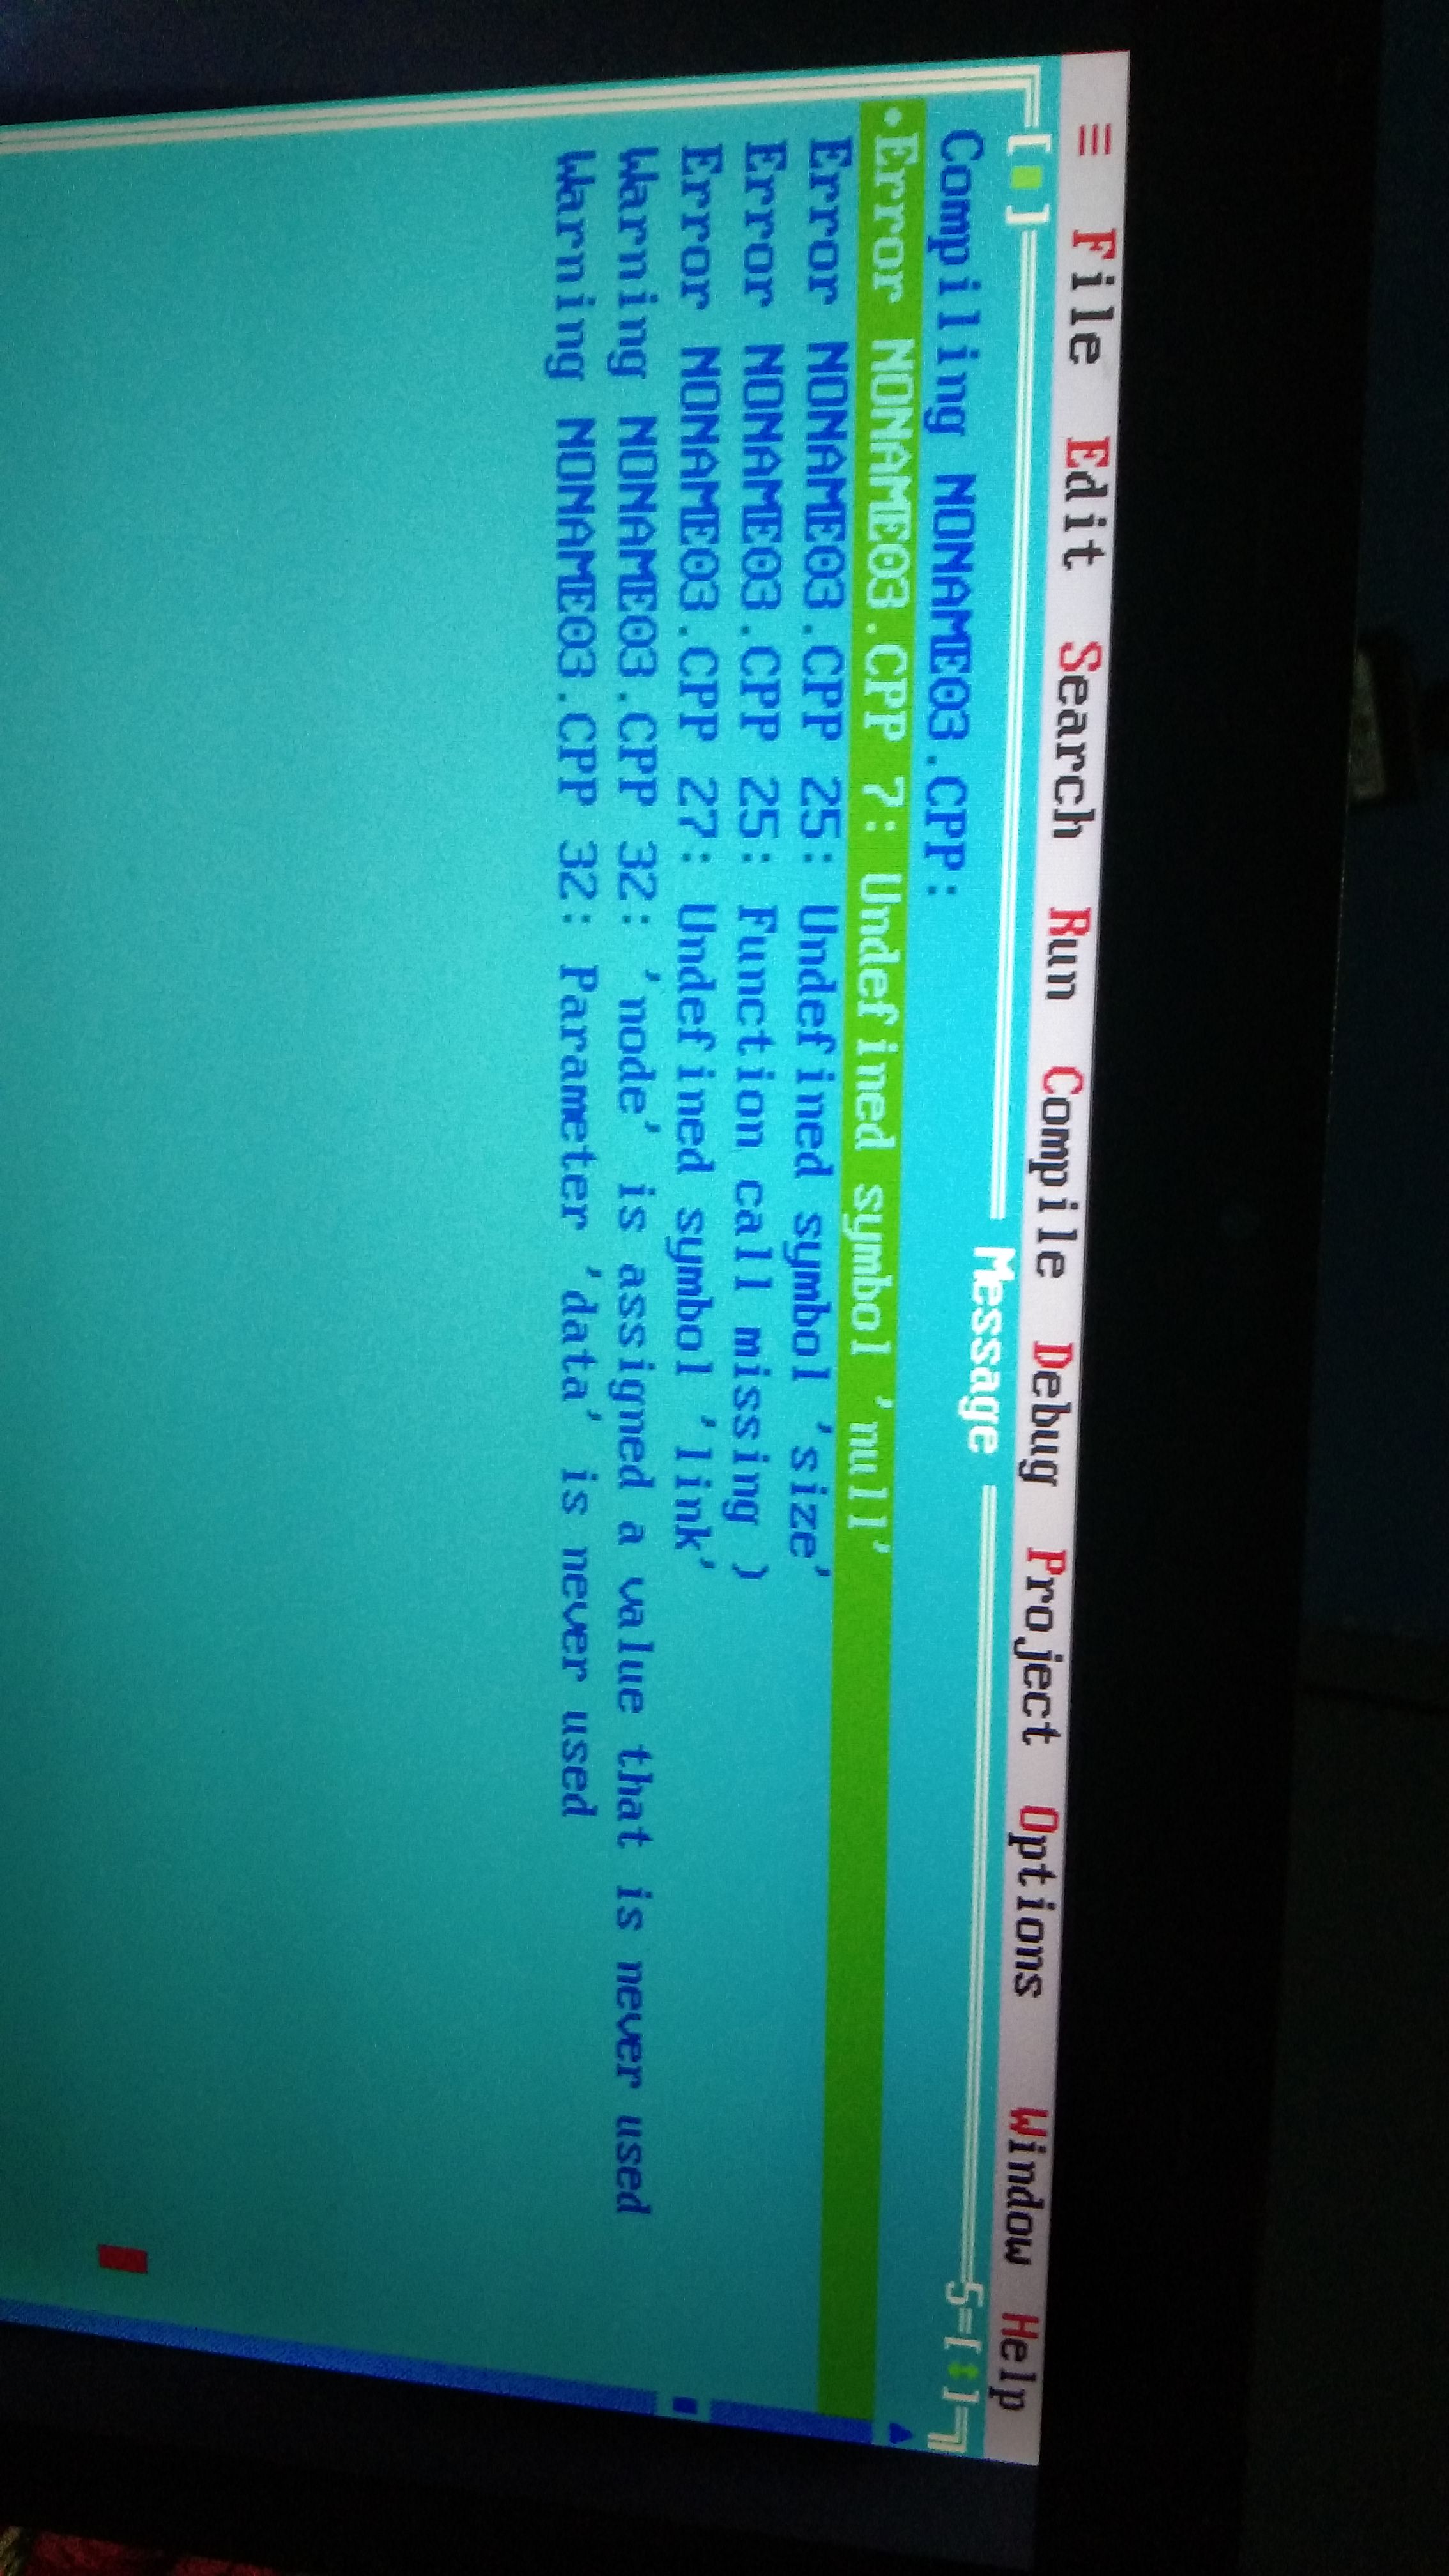 ≡ File Edit Search Run Compile Debug Project Options Window Help
[■] Message 5=[↕]
Compiling NONAME03.CPP:
•Error NONAME03.CPP 7: Undefined symbol 'null'
Error NONAME03.CPP 25: Undefined symbol 'size'
Error NONAME03.CPP 25: Function call missing )
Error NONAME03.CPP 27: Undefined symbol 'link'
Warning NONAME03.CPP 32: 'node' is assigned a value that is never used
Warning NONAME03.CPP 32: Parameter 'data' is never used